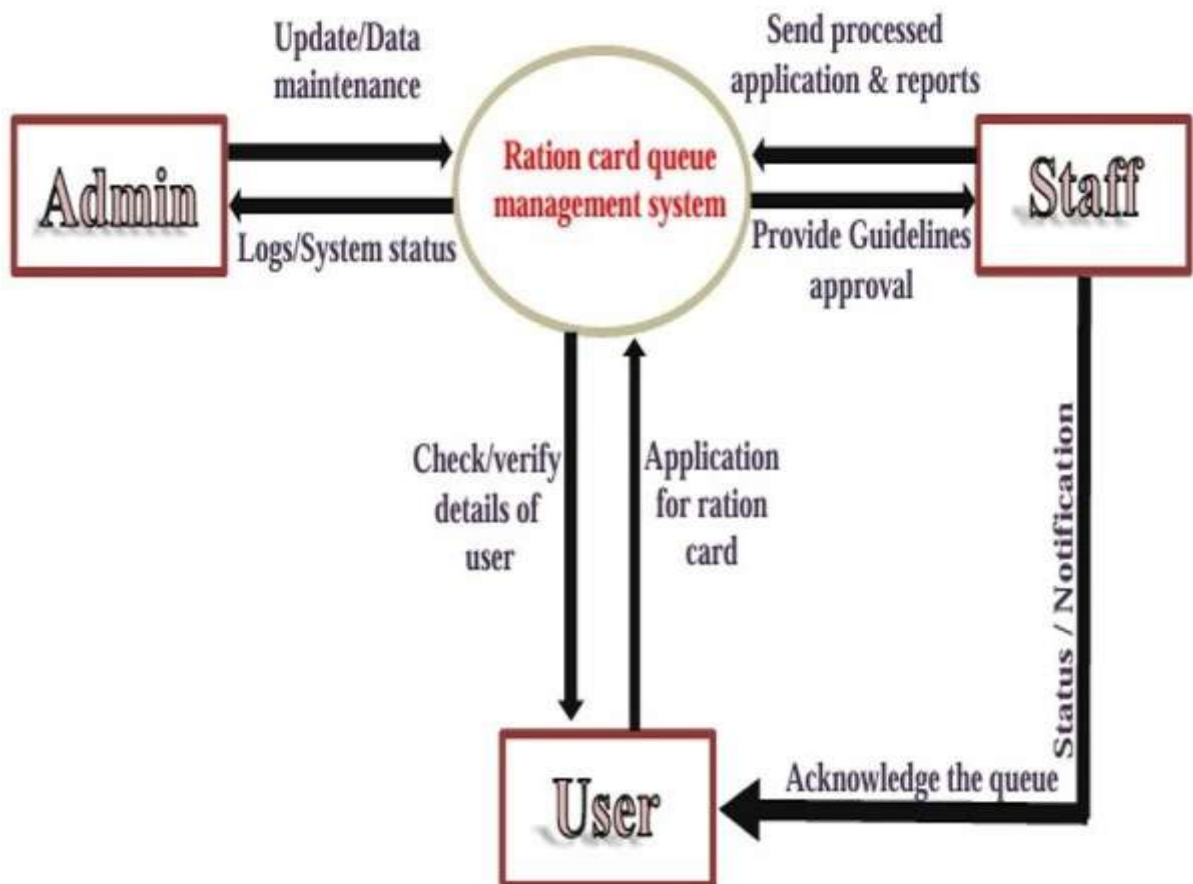 Update/Data
maintenance
Send processed
application & reports
Admin
Ration card queue
management system
Staff
Logs/System status
Provide Guidelines
approval
Check/verify
details of
user
Application
for ration
card
Status / Notification
Acknowledge the queue
User